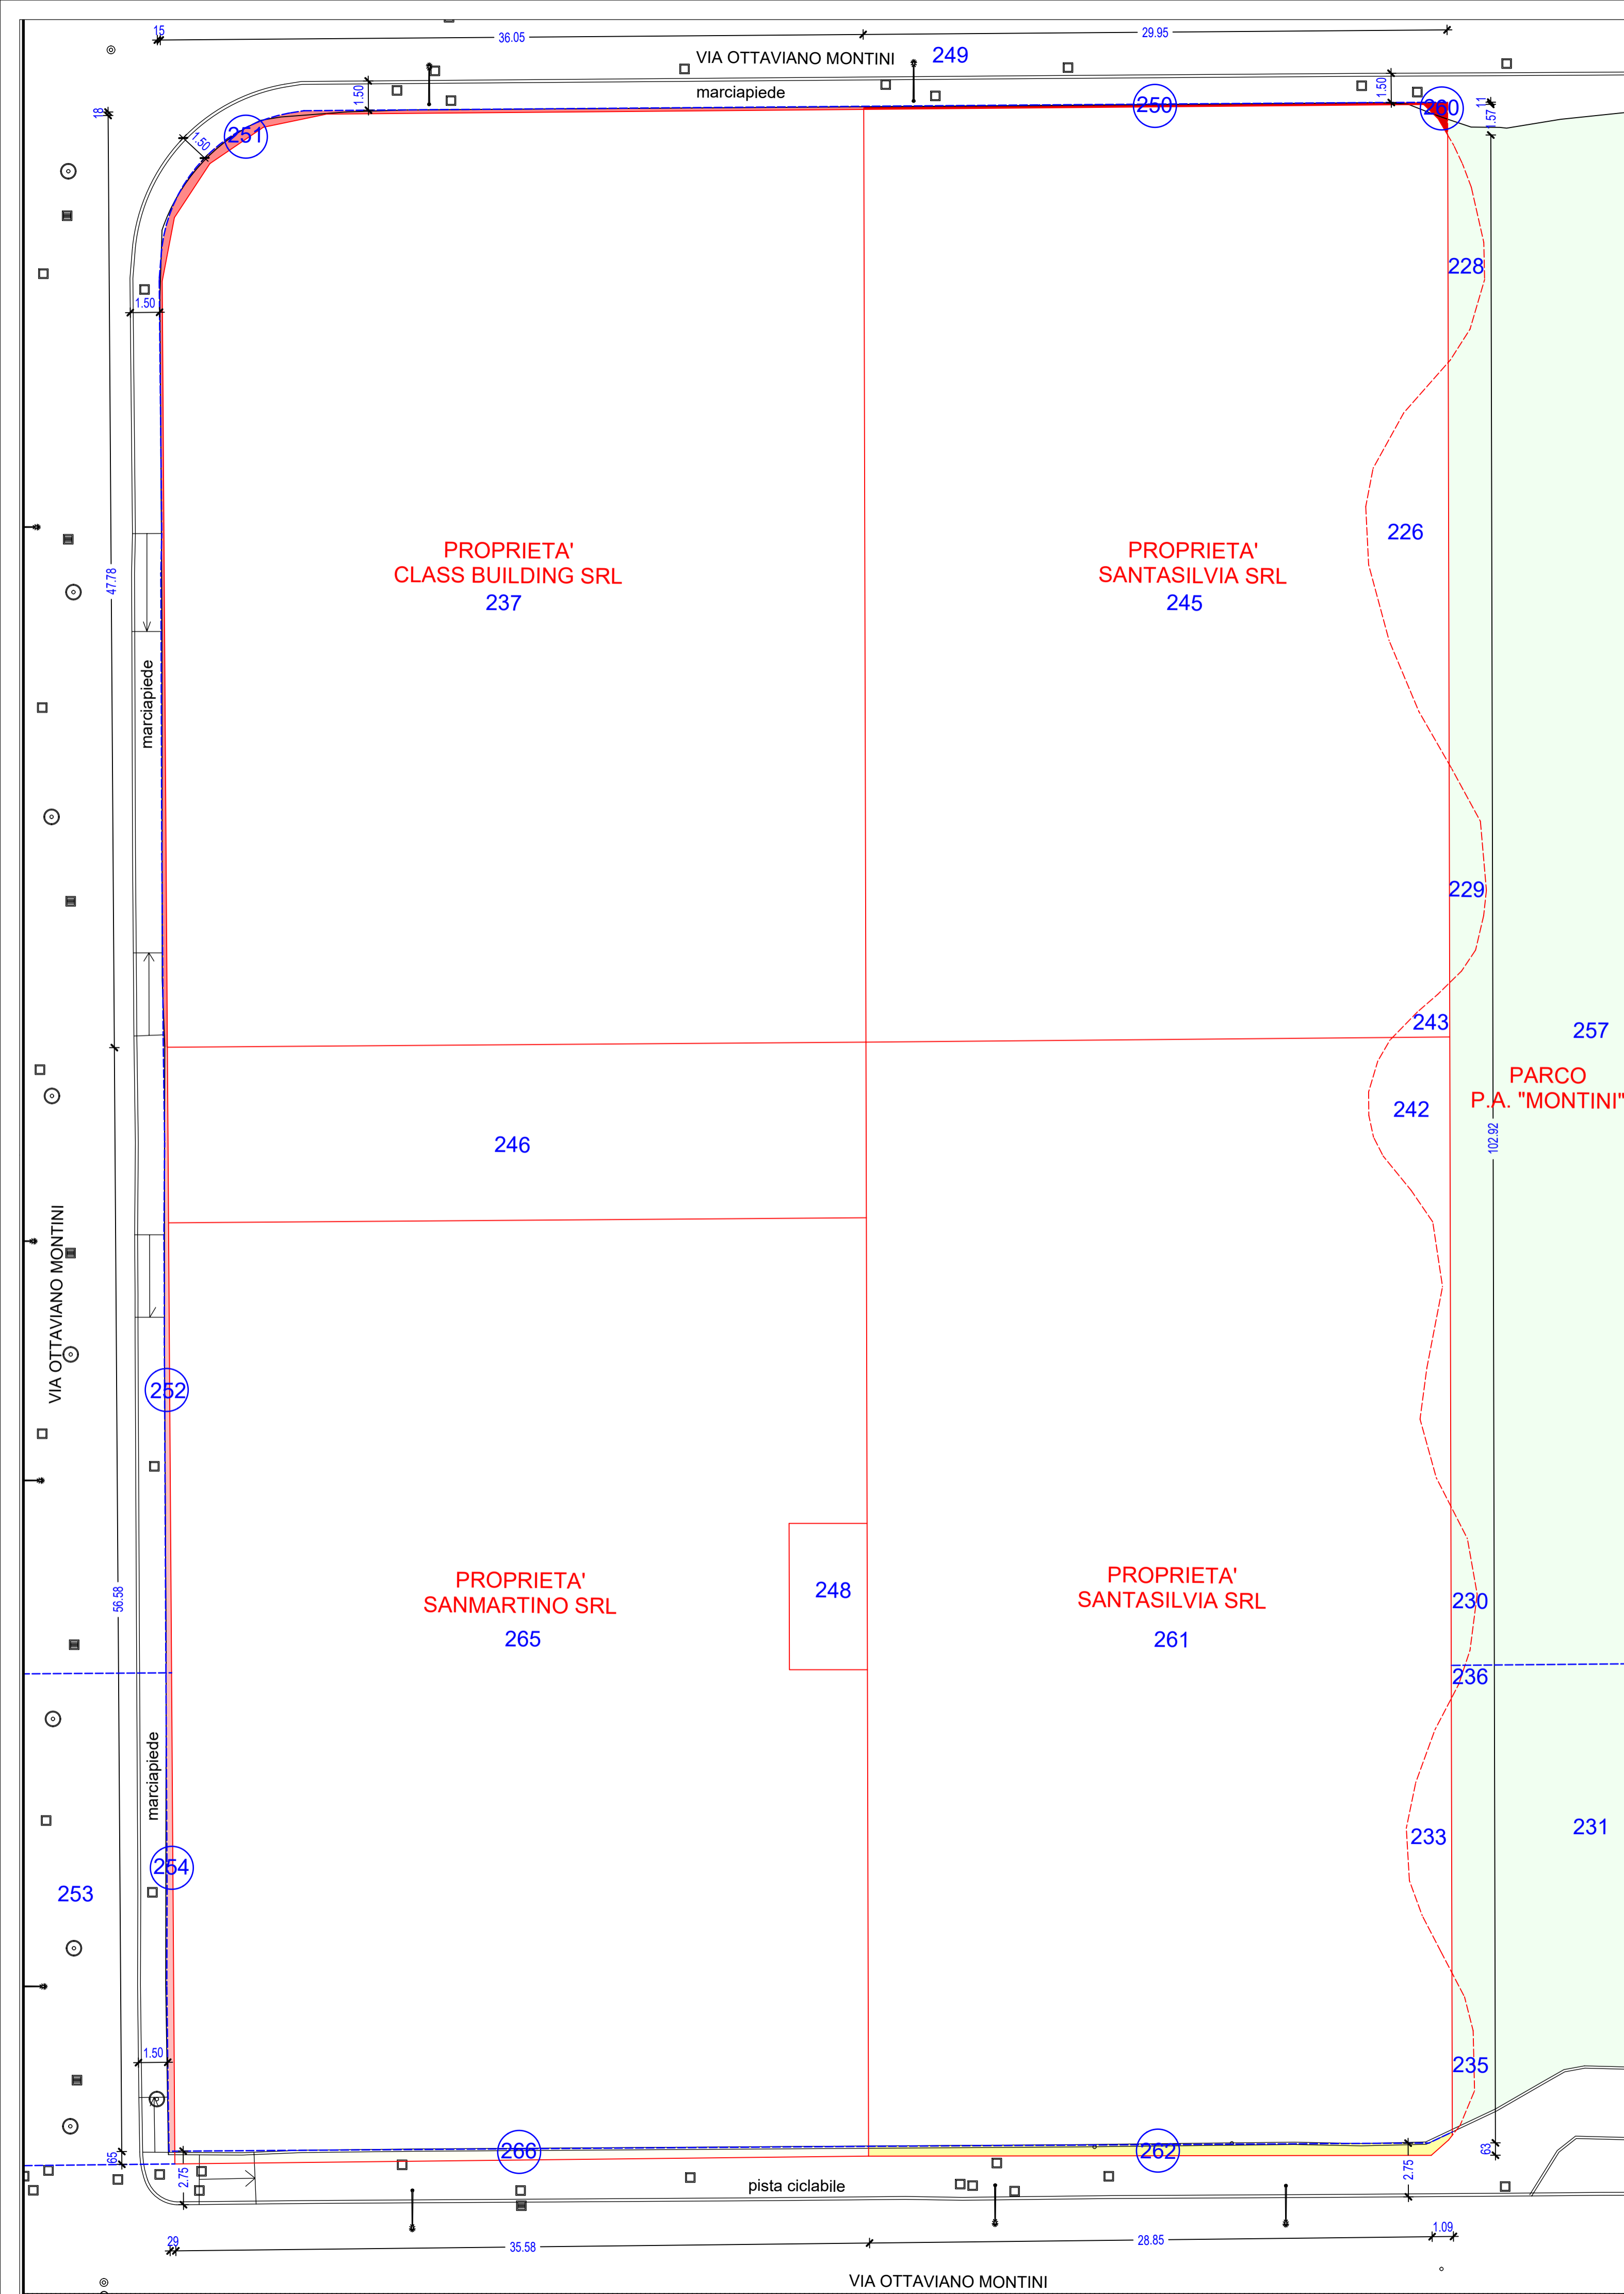 15
36.05
29.95
VIA OTTAVIANO MONTINI
249
marciapiede
1.50
1.50
18
251
1.50
250
260
11
1.57
228
1.50
226
PROPRIETA'
CLASS BUILDING SRL
237
PROPRIETA'
SANTASILVIA SRL
245
47.78
marciapiede
229
243
257
PARCO
P.A. "MONTINI"
242
102.92
246
VIA OTTAVIANO MONTINI
252
56.58
PROPRIETA'
SANMARTINO SRL
265
248
PROPRIETA'
SANTASILVIA SRL
261
230
236
marciapiede
254
253
233
231
1.50
235
65
2.75
266
262
63
2.75
pista ciclabile
29
35.58
28.85
1.09
VIA OTTAVIANO MONTINI